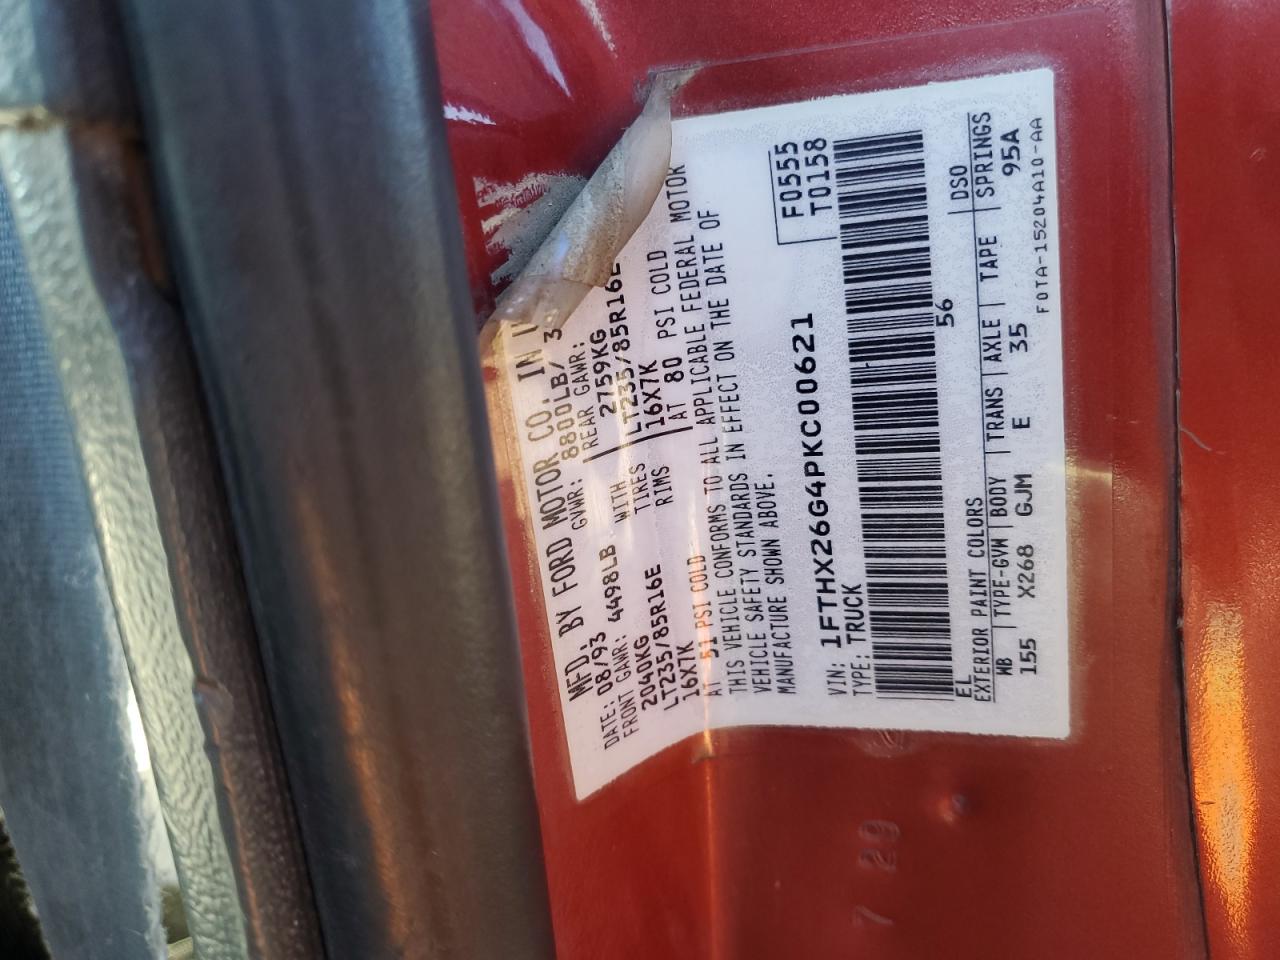 MFD. BY FORD MOTOR CO. IN
DATE: 08/93 GVWR: 8800LB/ 3
FRONT GAWR: 4498LB REAR GAWR:
2040KG WITH 2759KG
LT235/85R16E TIRES LT235/85R16E
16X7K RIMS 16X7K
AT 51 PSI COLD AT 80 PSI COLD
THIS VEHICLE CONFORMS TO ALL APPLICABLE FEDERAL MOTOR
VEHICLE SAFETY STANDARDS IN EFFECT ON THE DATE OF
MANUFACTURE SHOWN ABOVE.
F0555
T0158
VIN: 1FTHX26G4PKC00621
TYPE: TRUCK
EL 56
EXTERIOR PAINT COLORS DSO
WB TYPE-GVW BODY TRANS AXLE TAPE SPRINGS
155 X268 GJM E 35 95A
F0TA-15204A10-AA
7 29